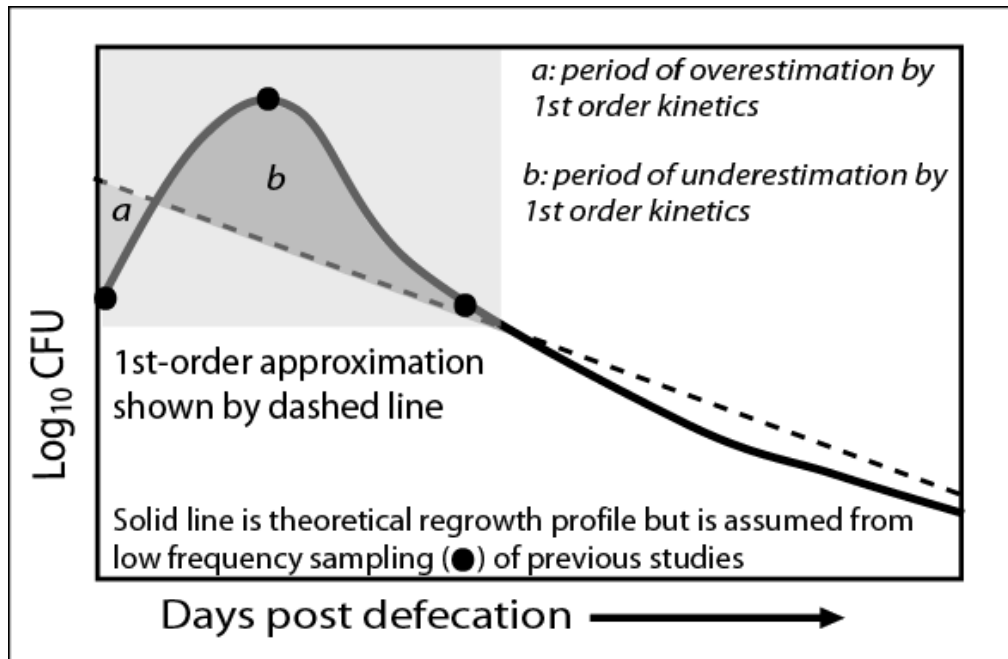 a: period of overestimation by
1st order kinetics
b: period of underestimation by
1st order kinetics
a
b
1st-order approximation
shown by dashed line
Solid line is theoretical regrowth profile but is assumed from
low frequency sampling (●) of previous studies
Log10 CFU
Days post defecation